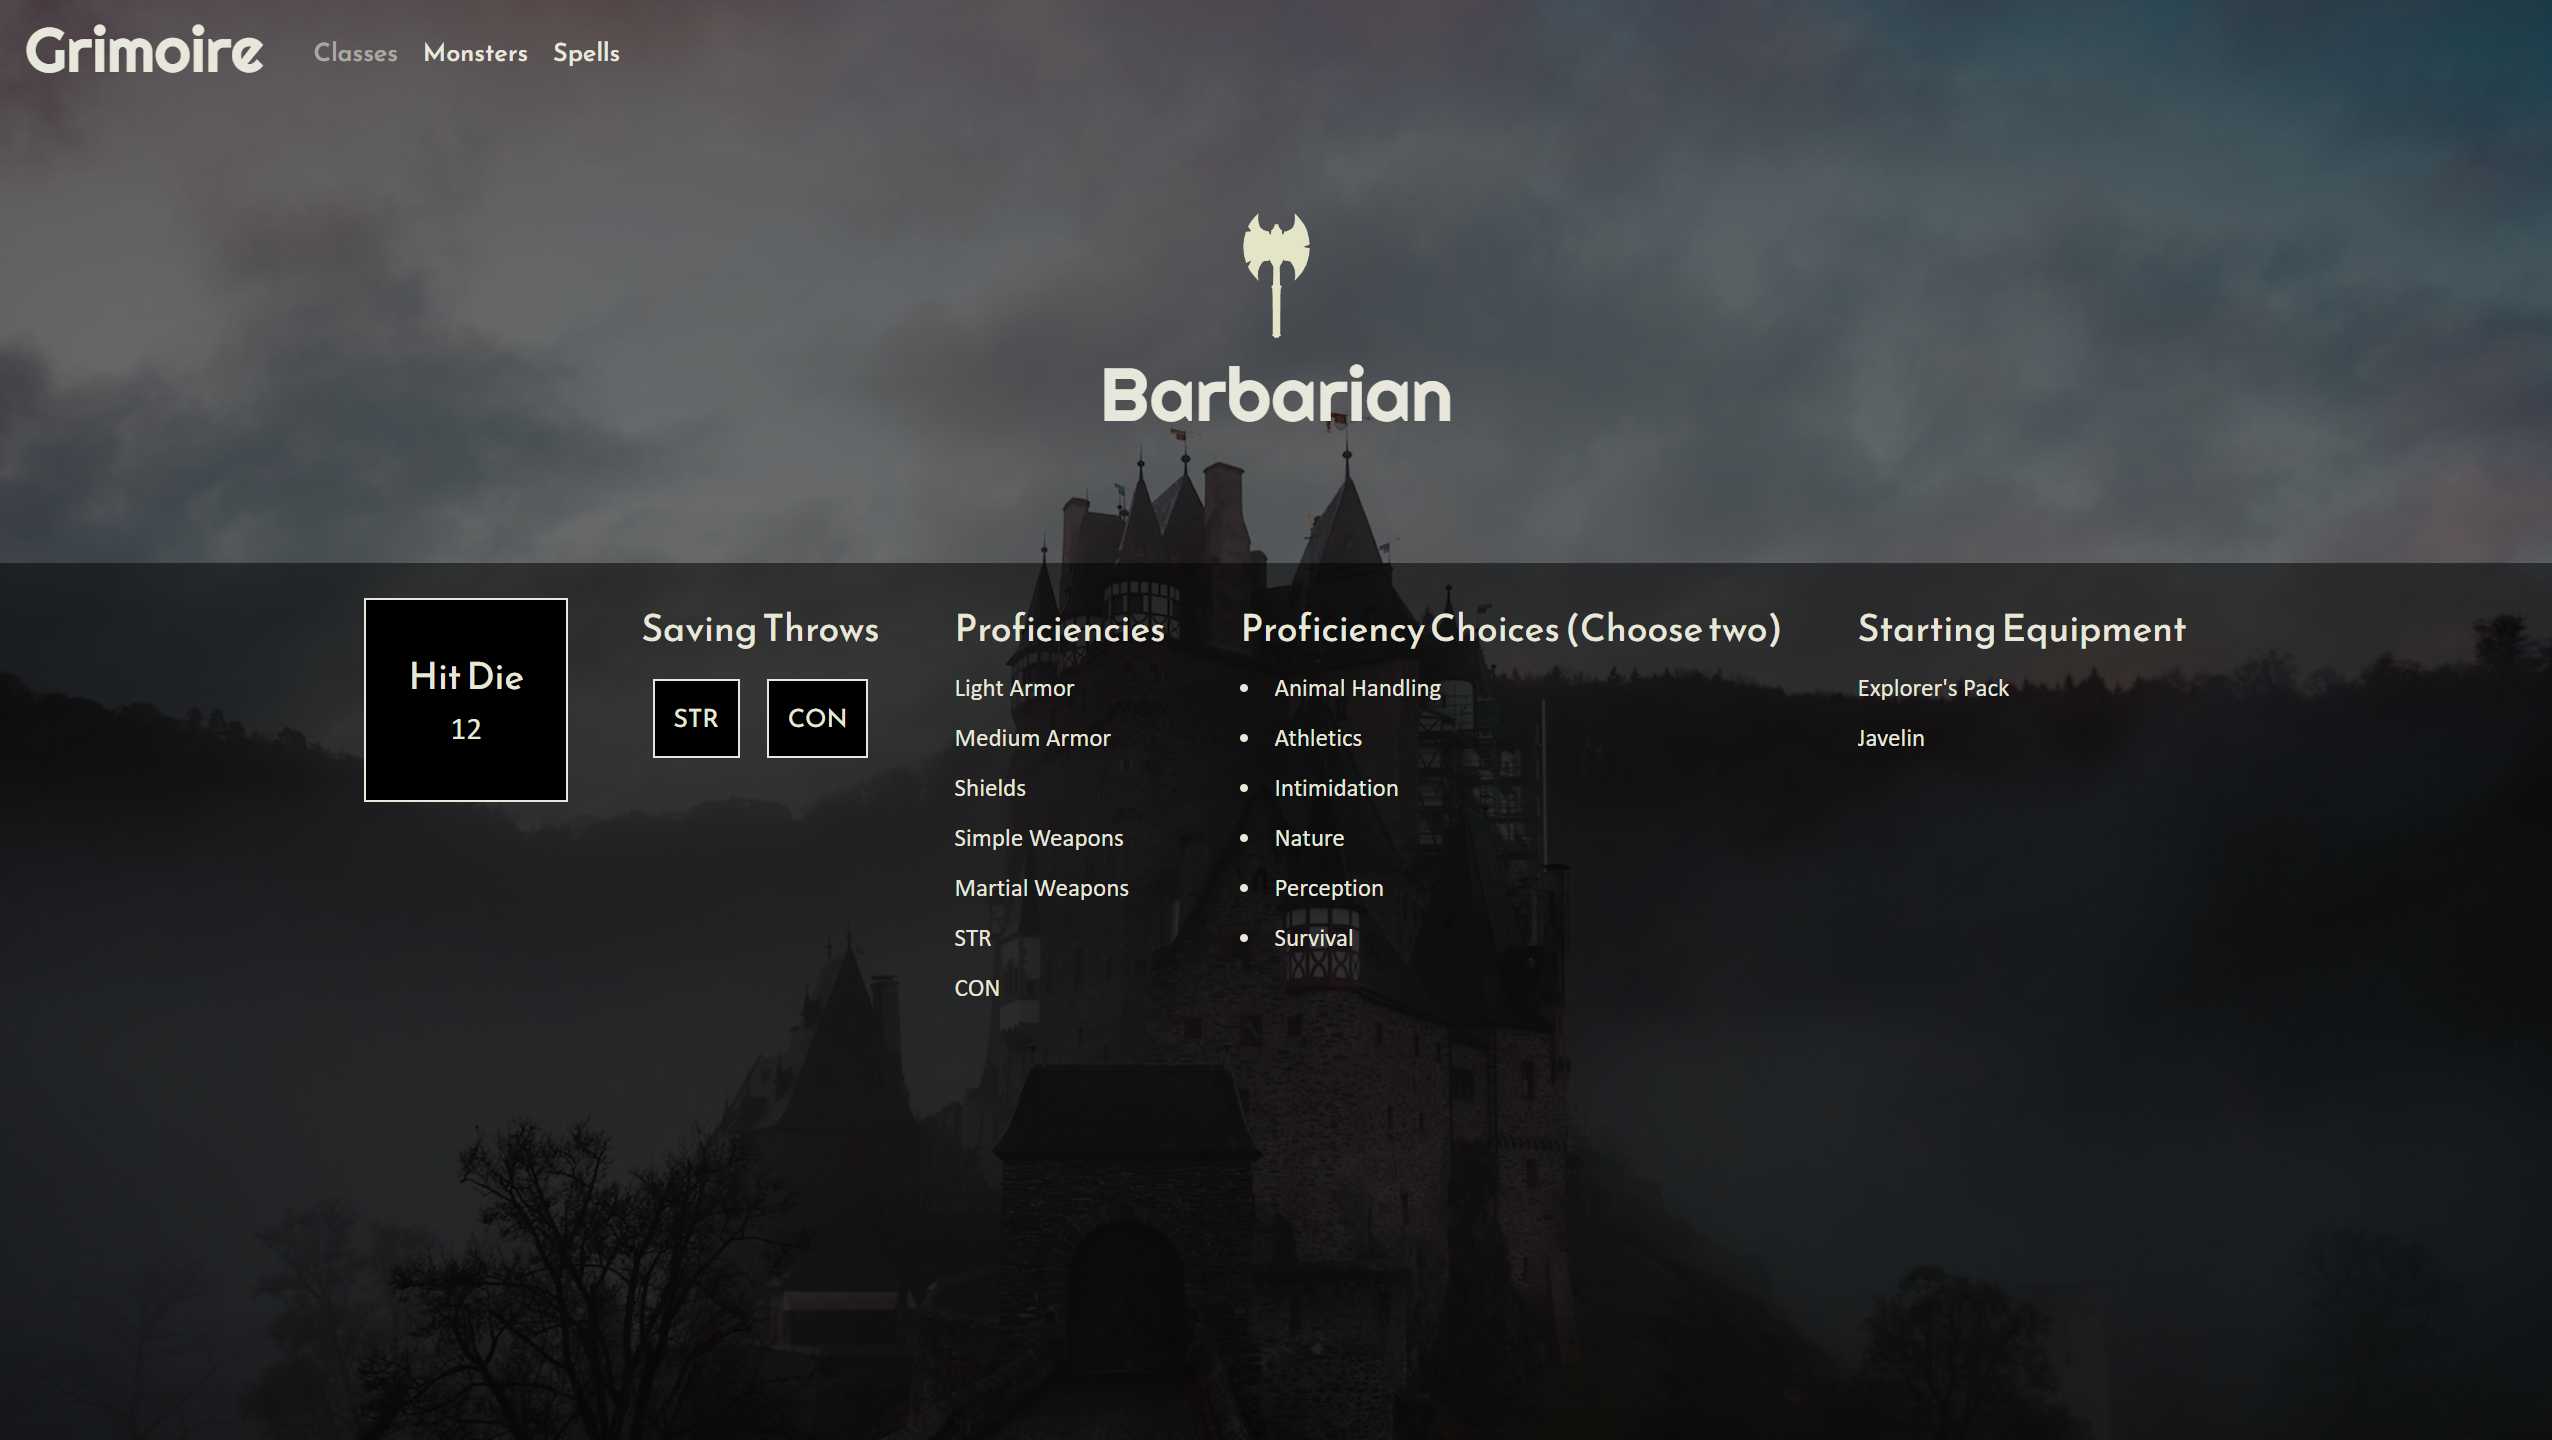 Grimoire
Classes Monsters Spells
Barbarian
Hit Die
12
Saving Throws
STR CON
Proficiencies
Light Armor
Medium Armor
Shields
Simple Weapons
Martial Weapons
STR
CON
Proficiency Choices (Choose two)
• Animal Handling
• Athletics
• Intimidation
• Nature
• Perception
• Survival
Starting Equipment
Explorer's Pack
Javelin